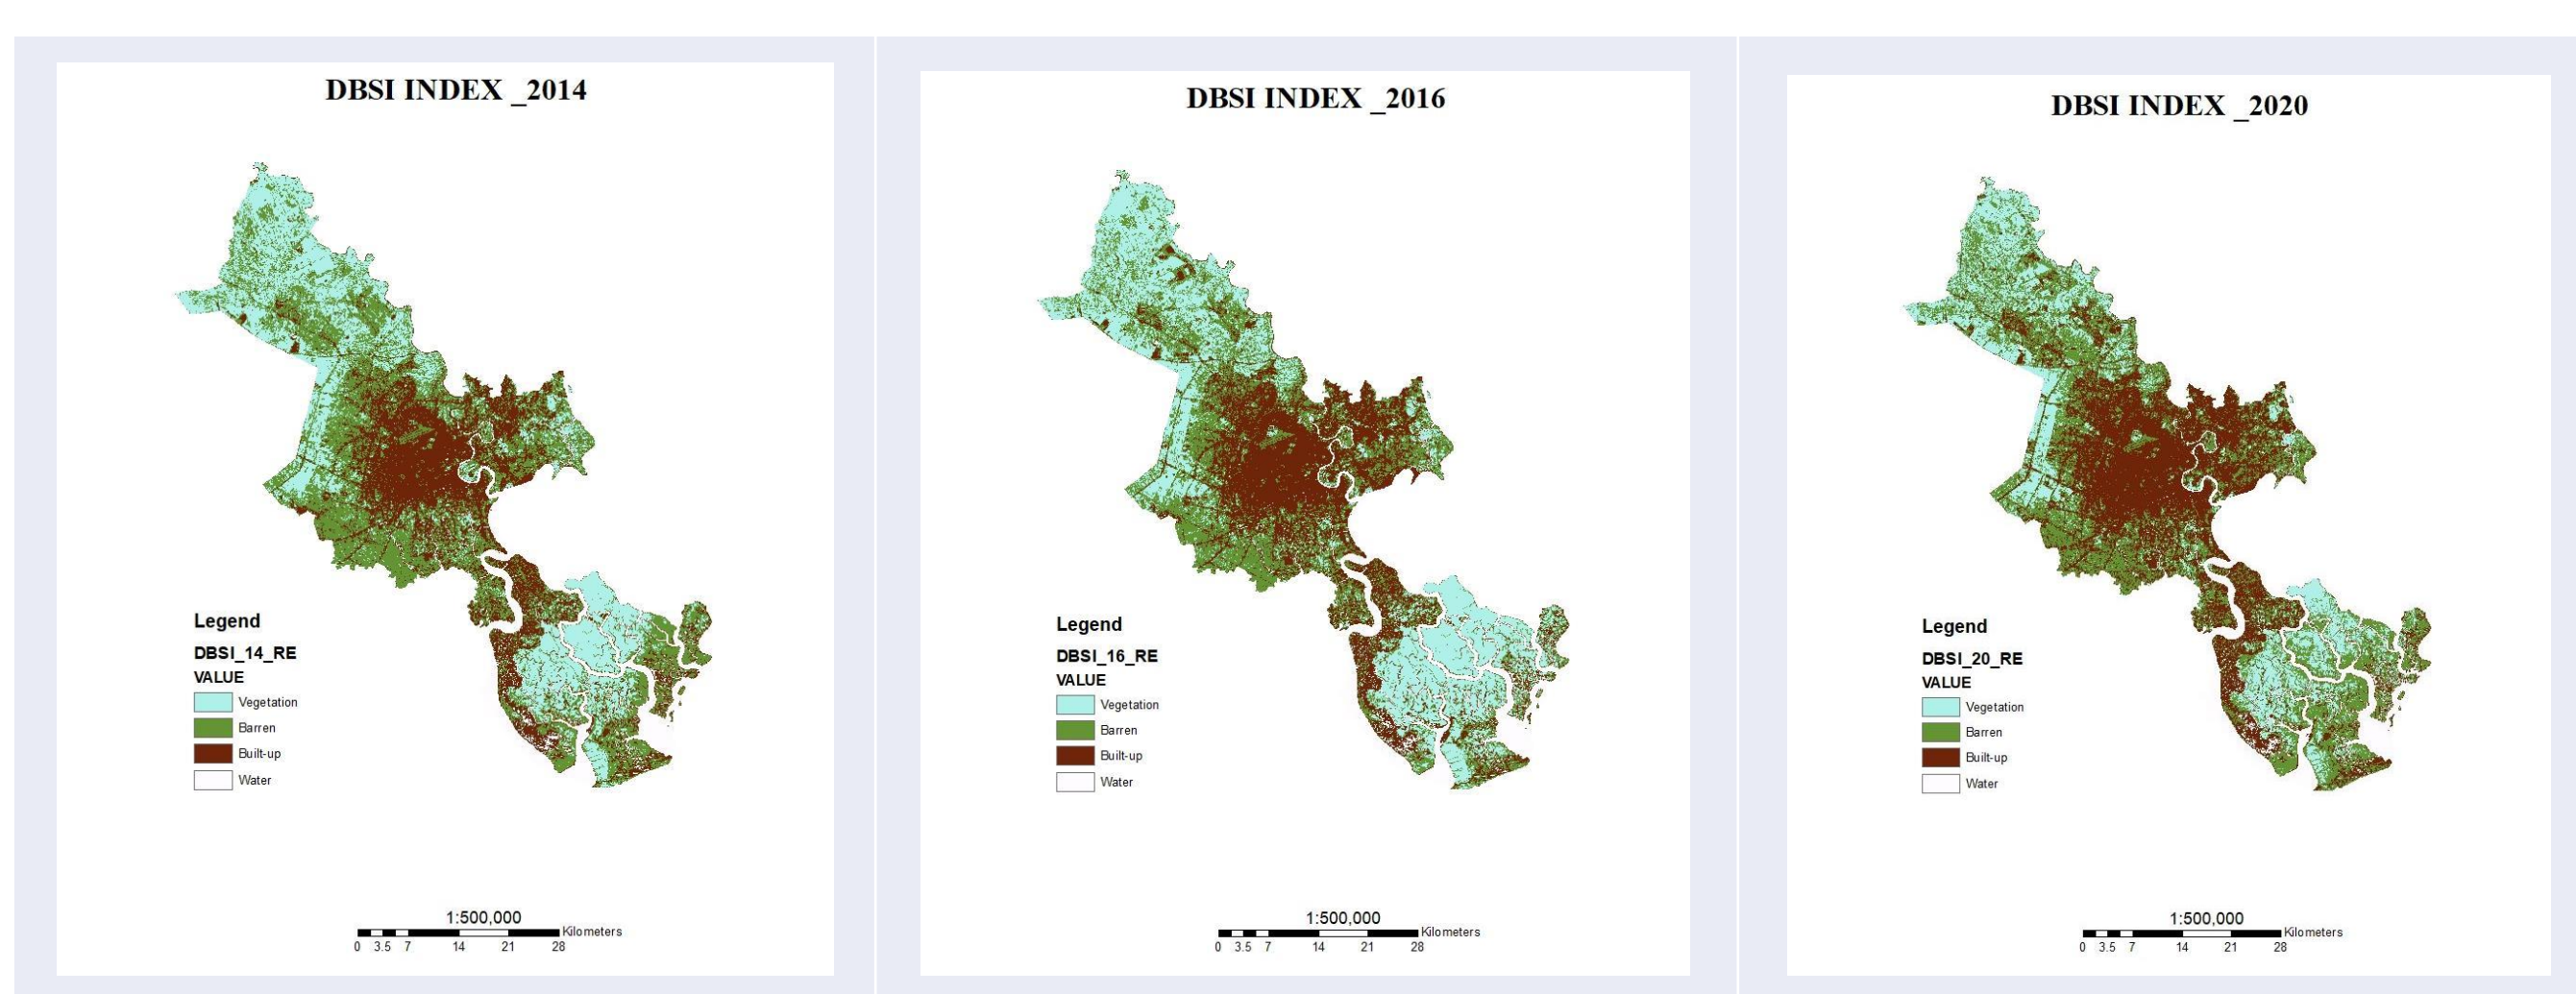 DBSI INDEX _2014
Legend
DBSI_14_RE
VALUE
Vegetation
Barren
Built-up
Water
1:500,000
Kilometers
0 3.5 7 14 21 28
DBSI INDEX _2016
Legend
DBSI_16_RE
VALUE
Vegetation
Barren
Built-up
Water
1:500,000
Kilometers
0 3.5 7 14 21 28
DBSI INDEX _2020
Legend
DBSI_20_RE
VALUE
Vegetation
Barren
Built-up
Water
1:500,000
Kilometers
0 3.5 7 14 21 28